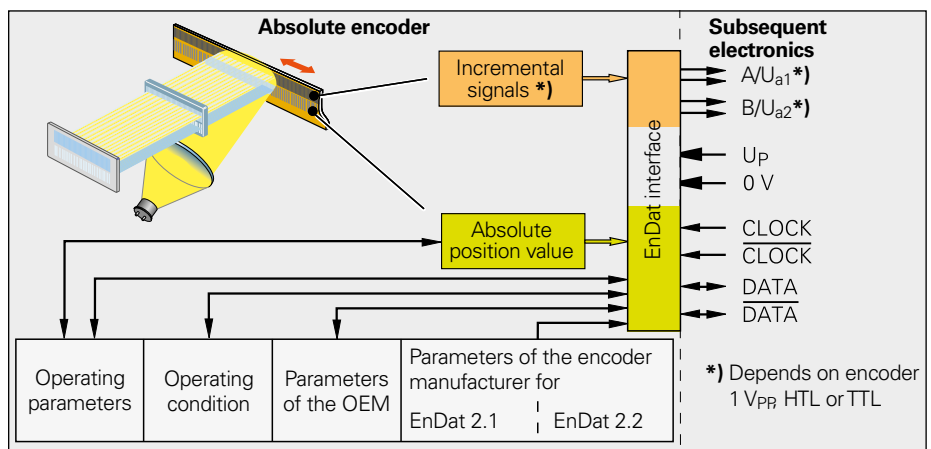 Absolute encoder
Subsequent
electronics
Incremental
signals *)
A/Ua1*)
B/Ua2*)
EnDat interface
UP
0 V
Absolute
position value
CLOCK
C̅L̅O̅C̅K̅
DATA
D̅A̅T̅A̅
Operating
parameters
Operating
condition
Parameters
of the OEM
Parameters of the encoder
manufacturer for
EnDat 2.1
EnDat 2.2
*) Depends on encoder
1 VPP, HTL or TTL